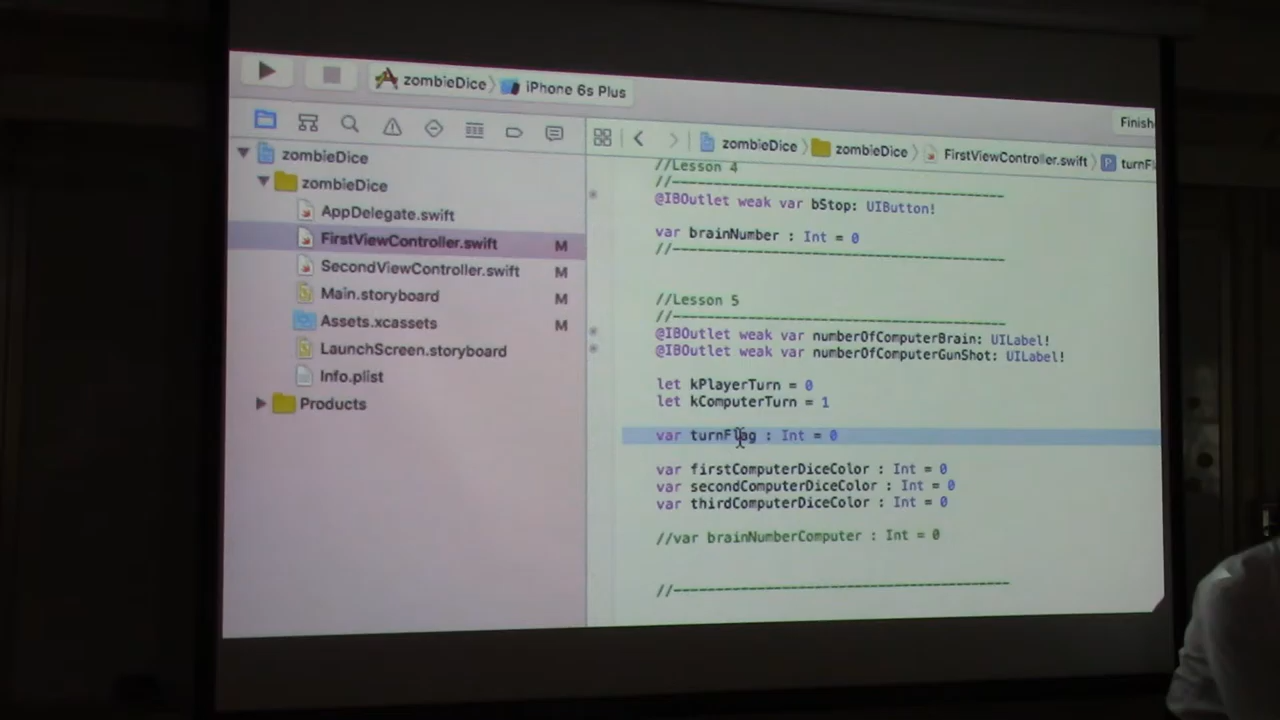 zombieDice
iPhone 6s Plus
Finish
zombieDice
zombieDice
AppDelegate.swift
FirstViewController.swift M
SecondViewController.swift M
Main.storyboard M
Assets.xcassets M
LaunchScreen.storyboard
Info.plist
Products
zombieDice
zombieDice
FirstViewController.swift
P turnF
//Lesson 4
//---------------------------------------
@IBOutlet weak var bStop: UIButton!
var brainNumber : Int = 0
//---------------------------------------
//Lesson 5
//---------------------------------------
@IBOutlet weak var numberOfComputerBrain: UILabel!
@IBOutlet weak var numberOfComputerGunShot: UILabel!
let kPlayerTurn = 0
let kComputerTurn = 1
var turnFlag : Int = 0
var firstComputerDiceColor : Int = 0
var secondComputerDiceColor : Int = 0
var thirdComputerDiceColor : Int = 0
//var brainNumberComputer : Int = 0
//---------------------------------------